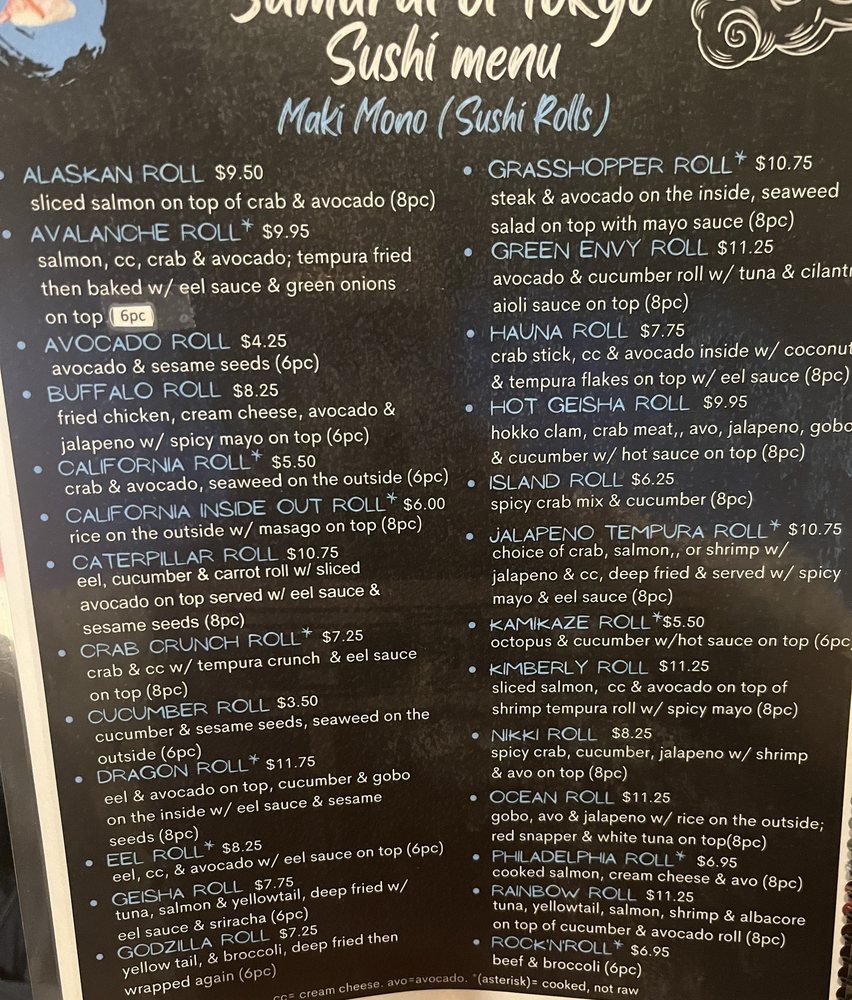 Samurai of Tokyo
Sushi menu
Maki Mono (Sushi Rolls)
• ALASKAN ROLL $9.50
sliced salmon on top of crab & avocado (8pc)
• AVALANCHE ROLL* $9.95
salmon, cc, crab & avocado; tempura fried
then baked w/ eel sauce & green onions
on top (6pc)
• AVOCADO ROLL $4.25
avocado & sesame seeds (6pc)
• BUFFALO ROLL $8.25
fried chicken, cream cheese, avocado &
jalapeno w/ spicy mayo on top (6pc)
• CALIFORNIA ROLL* $5.50
crab & avocado, seaweed on the outside (6pc)
• CALIFORNIA INSIDE OUT ROLL* $6.00
rice on the outside w/ masago on top (8pc)
• CATERPILLAR ROLL $10.75
eel, cucumber & carrot roll w/ sliced
avocado on top served w/ eel sauce &
sesame seeds (8pc)
• CRAB CRUNCH ROLL* $7.25
crab & cc w/ tempura crunch & eel sauce
on top (8pc)
• CUCUMBER ROLL $3.50
cucumber & sesame seeds, seaweed on the
outside (6pc)
• DRAGON ROLL* $11.75
eel & avocado on top, cucumber & gobo
on the inside w/ eel sauce & sesame
seeds (8pc)
• EEL ROLL* $8.25
eel, cc, & avocado w/ eel sauce on top (6pc)
• GEISHA ROLL $7.75
tuna, salmon & yellowtail, deep fried w/
eel sauce & sriracha (6pc)
• GODZILLA ROLL $7.25
yellow tail, & broccoli, deep fried then
wrapped again (6pc)
• GRASSHOPPER ROLL* $10.75
steak & avocado on the inside, seaweed
salad on top with mayo sauce (8pc)
• GREEN ENVY ROLL $11.25
avocado & cucumber roll w/ tuna & cilantr
aioli sauce on top (8pc)
• HAUNA ROLL $7.75
crab stick, cc & avocado inside w/ coconut
& tempura flakes on top w/ eel sauce (8pc)
• HOT GEISHA ROLL $9.95
hokko clam, crab meat,, avo, jalapeno, gobo
& cucumber w/ hot sauce on top (8pc)
• ISLAND ROLL $6.25
spicy crab mix & cucumber (8pc)
• JALAPENO TEMPURA ROLL* $10.75
choice of crab, salmon,, or shrimp w/
jalapeno & cc, deep fried & served w/ spicy
mayo & eel sauce (8pc)
• KAMIKAZE ROLL*$5.50
octopus & cucumber w/hot sauce on top (6pc
• KIMBERLY ROLL $11.25
sliced salmon, cc & avocado on top of
shrimp tempura roll w/ spicy mayo (8pc)
• NIKKI ROLL $8.25
spicy crab, cucumber, jalapeno w/ shrimp
& avo on top (8pc)
• OCEAN ROLL $11.25
gobo, avo & jalapeno w/ rice on the outside;
red snapper & white tuna on top(8pc)
• PHILADELPHIA ROLL* $6.95
cooked salmon, cream cheese & avo (8pc)
• RAINBOW ROLL $11.25
tuna, yellowtail, salmon, shrimp & albacore
on top of cucumber & avocado roll (8pc)
• ROCK'N'ROLL* $6.95
beef & broccoli (6pc)
cc= cream cheese. avo=avocado. *(asterisk)= cooked, not raw